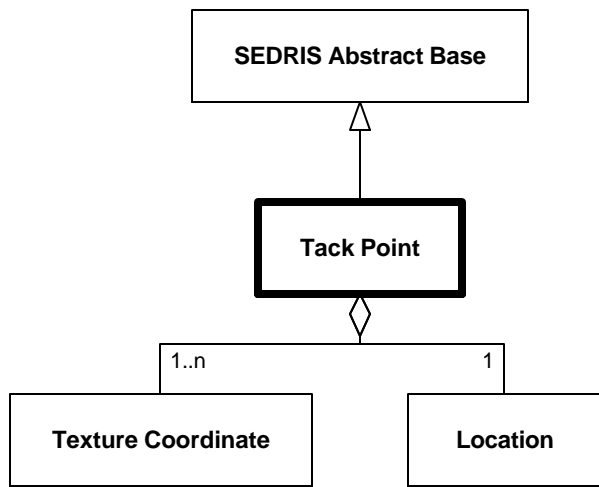 SEDRIS Abstract Base
Tack Point
1..n
1
Texture Coordinate
Location